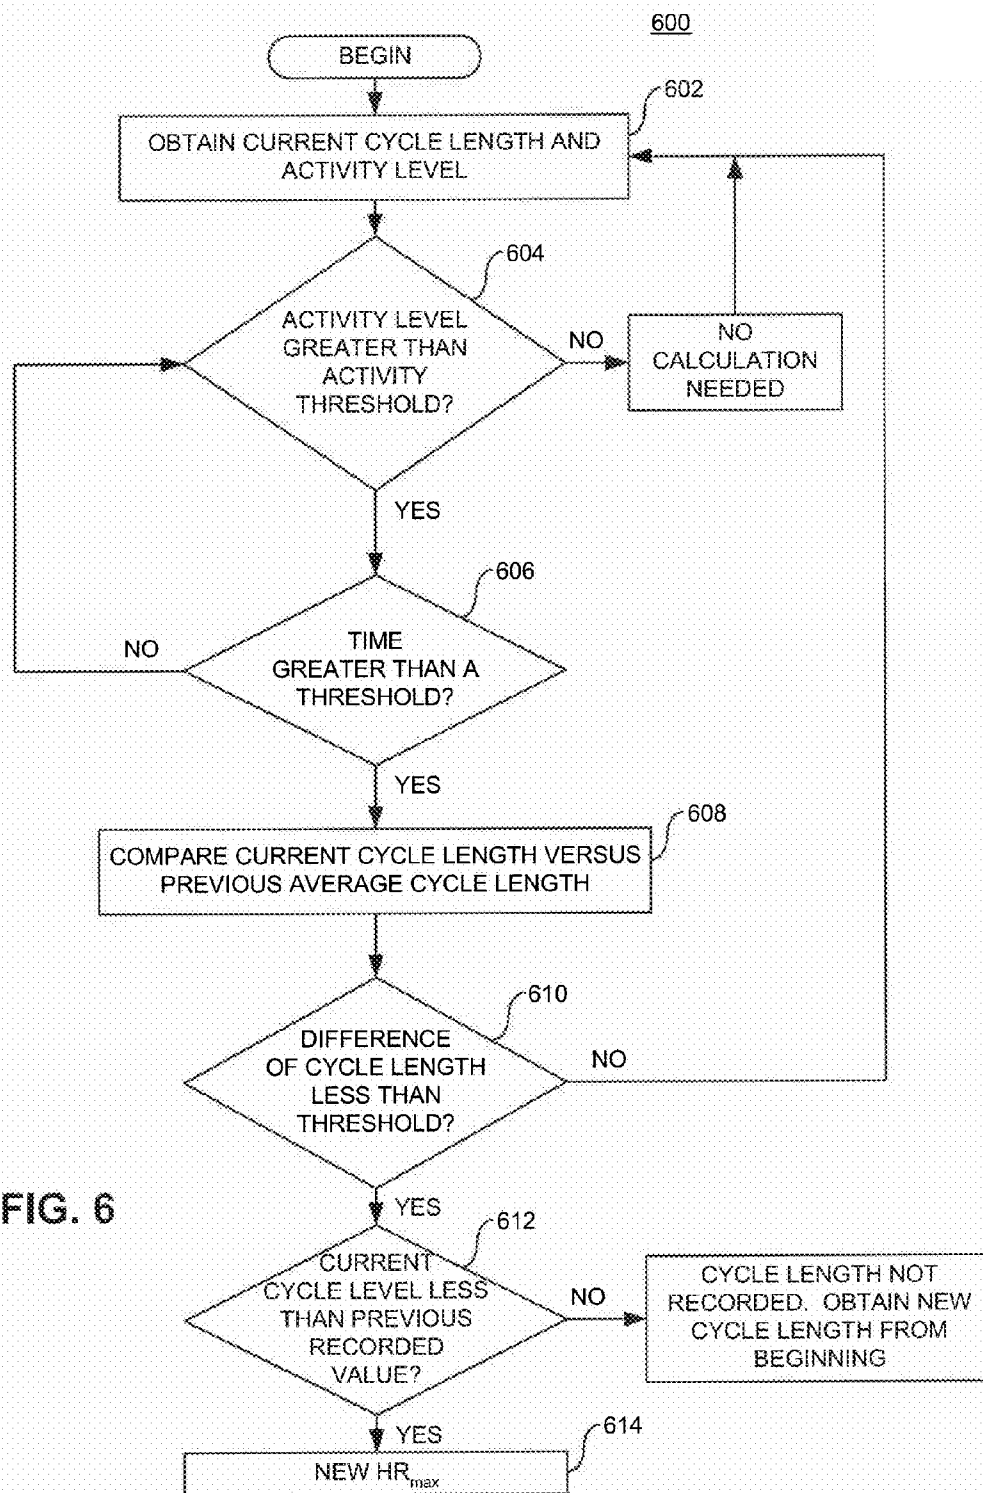 600
BEGIN
602
OBTAIN CURRENT CYCLE LENGTH AND
ACTIVITY LEVEL
604
ACTIVITY LEVEL
GREATER THAN
ACTIVITY
THRESHOLD?
NO
NO
CALCULATION
NEEDED
YES
606
TIME
GREATER THAN A
THRESHOLD?
NO
YES
608
COMPARE CURRENT CYCLE LENGTH VERSUS
PREVIOUS AVERAGE CYCLE LENGTH
610
DIFFERENCE
OF CYCLE LENGTH
LESS THAN
THRESHOLD?
NO
FIG. 6
YES
612
CURRENT
CYCLE LEVEL LESS
THAN PREVIOUS
RECORDED
VALUE?
NO
CYCLE LENGTH NOT
RECORDED. OBTAIN NEW
CYCLE LENGTH FROM
BEGINNING
YES
614
NEW HRmax